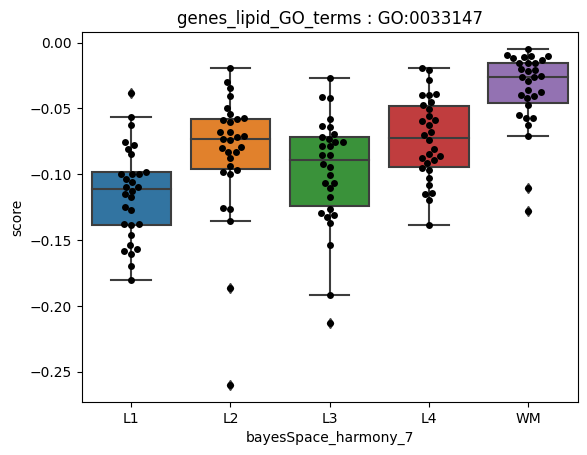 genes_lipid_GO_terms : GO:0033147
0.00
−0.05
−0.10
−0.15
−0.20
−0.25
score
L1 L2 L3 L4 WM
bayesSpace_harmony_7